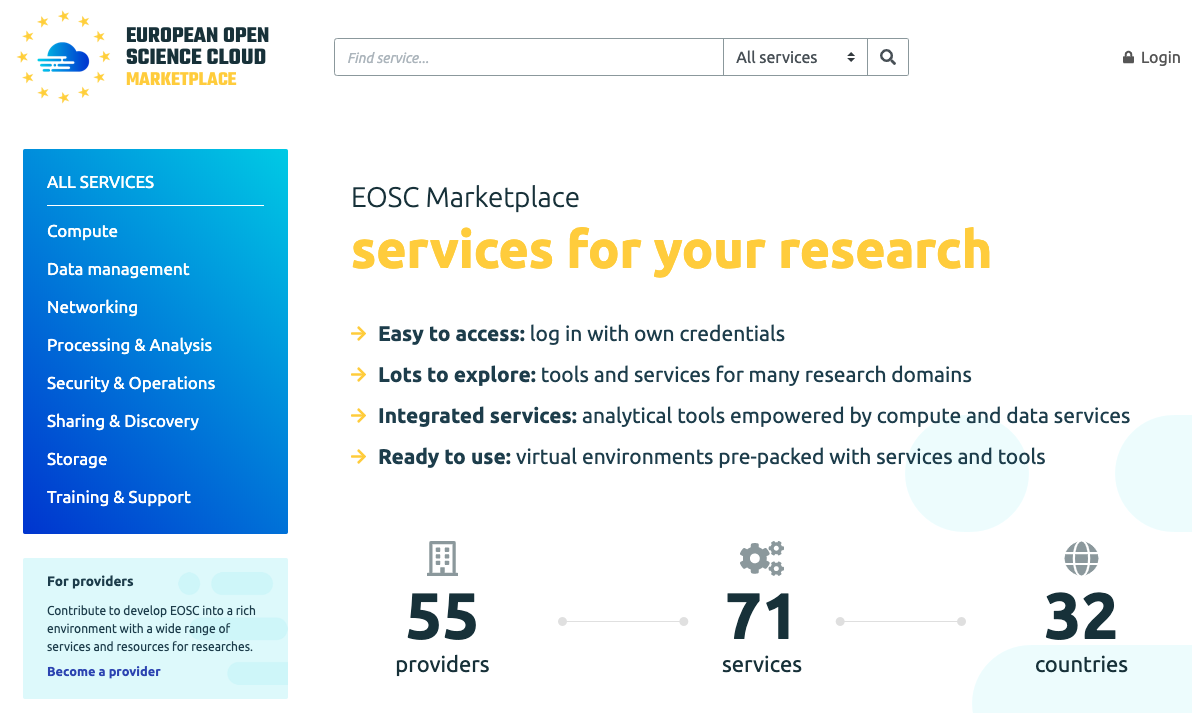 EUROPEAN OPEN
SCIENCE CLOUD
MARKETPLACE
Find service...
All services
Login
ALL SERVICES
Compute
Data management
Networking
Processing & Analysis
Security & Operations
Sharing & Discovery
Storage
Training & Support
For providers
Contribute to develop EOSC into a rich
environment with a wide range of
services and resources for researches.
Become a provider
EOSC Marketplace
services for your research
Easy to access: log in with own credentials
Lots to explore: tools and services for many research domains
Integrated services: analytical tools empowered by compute and data services
Ready to use: virtual environments pre-packed with services and tools
55
providers
71
services
32
countries